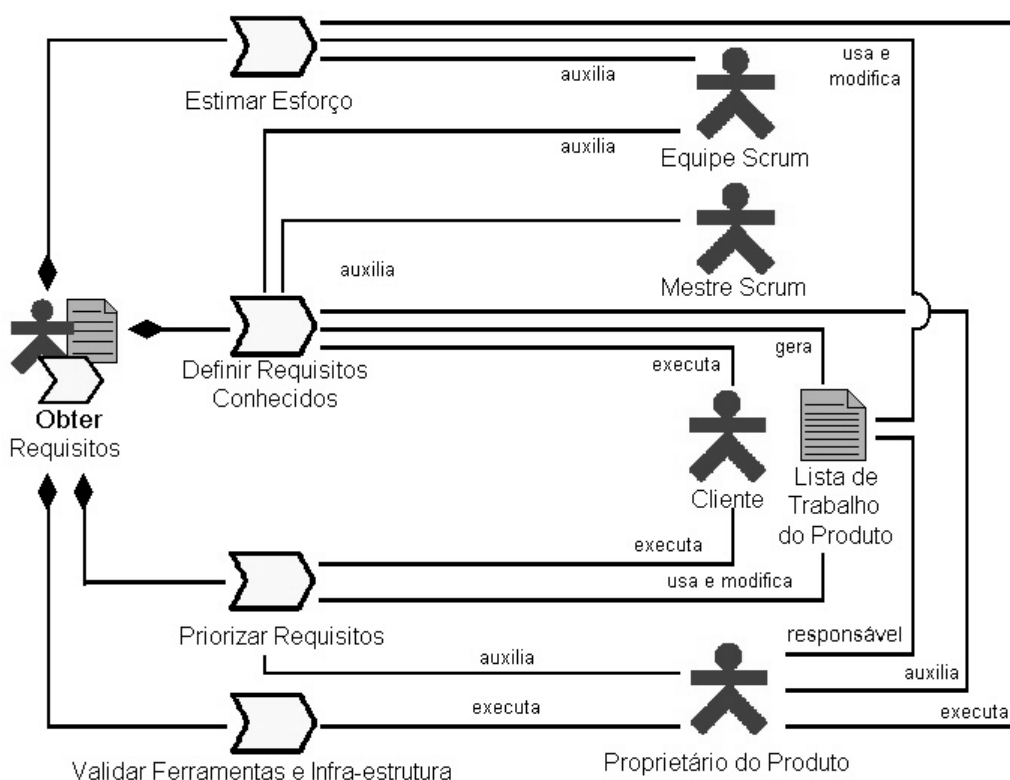 usa e
modifica
auxilia
Estimar Esforço
auxilia
Equipe Scrum
auxilia
Mestre Scrum
gera
executa
Definir Requisitos
Conhecidos
Obter
Requisitos
Cliente
Lista de
Trabalho
do Produto
executa
usa e modifica
Priorizar Requisitos
responsável
auxilia
auxilia
executa
executa
Proprietário do Produto
Validar Ferramentas e Infra-estrutura